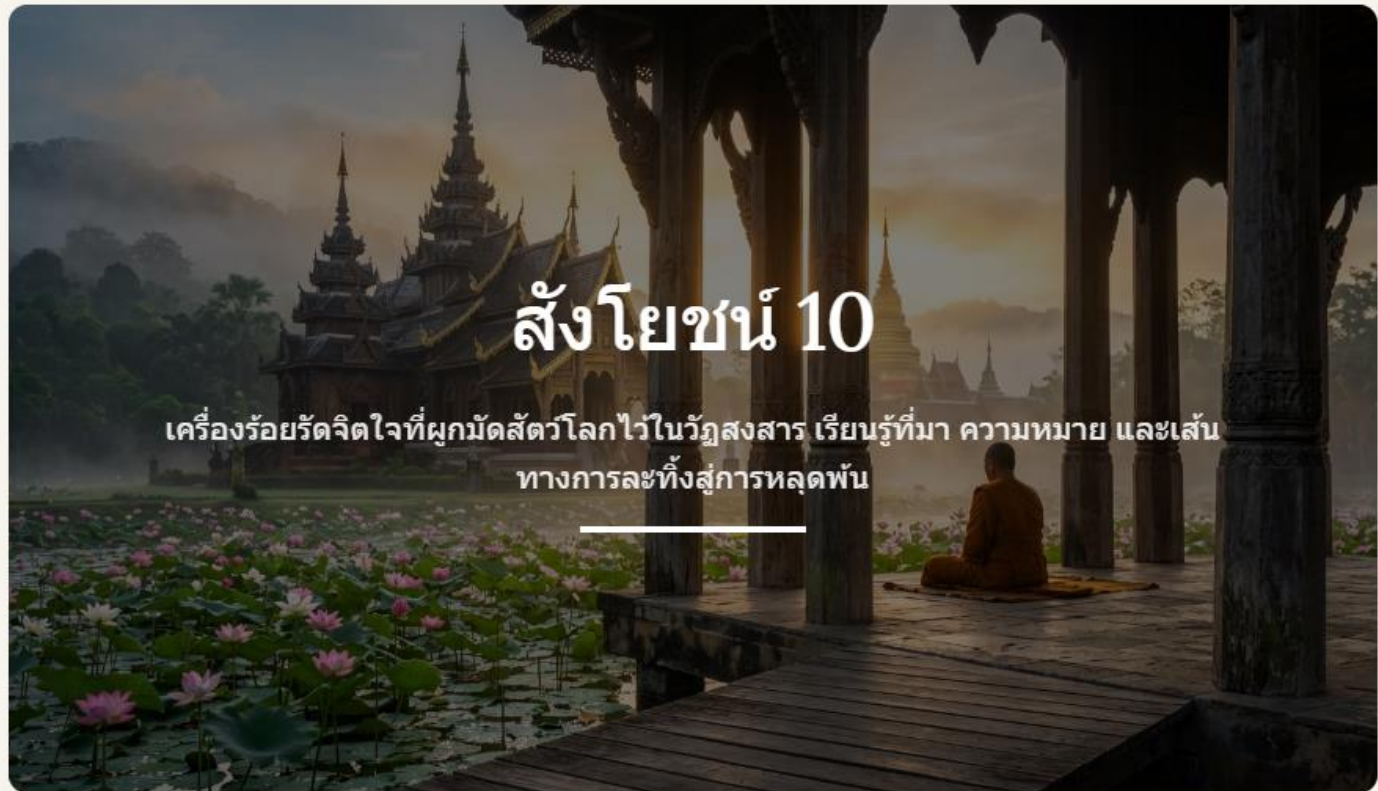 สังโยชน์ 10
เครื่องร้อยรัดจิตใจที่ผูกมัดสัตว์โลกไว้ในวัฏสงสาร เรียนรู้ที่มา ความหมาย และเส้น
ทางการละทิ้งสู่การหลุดพ้น